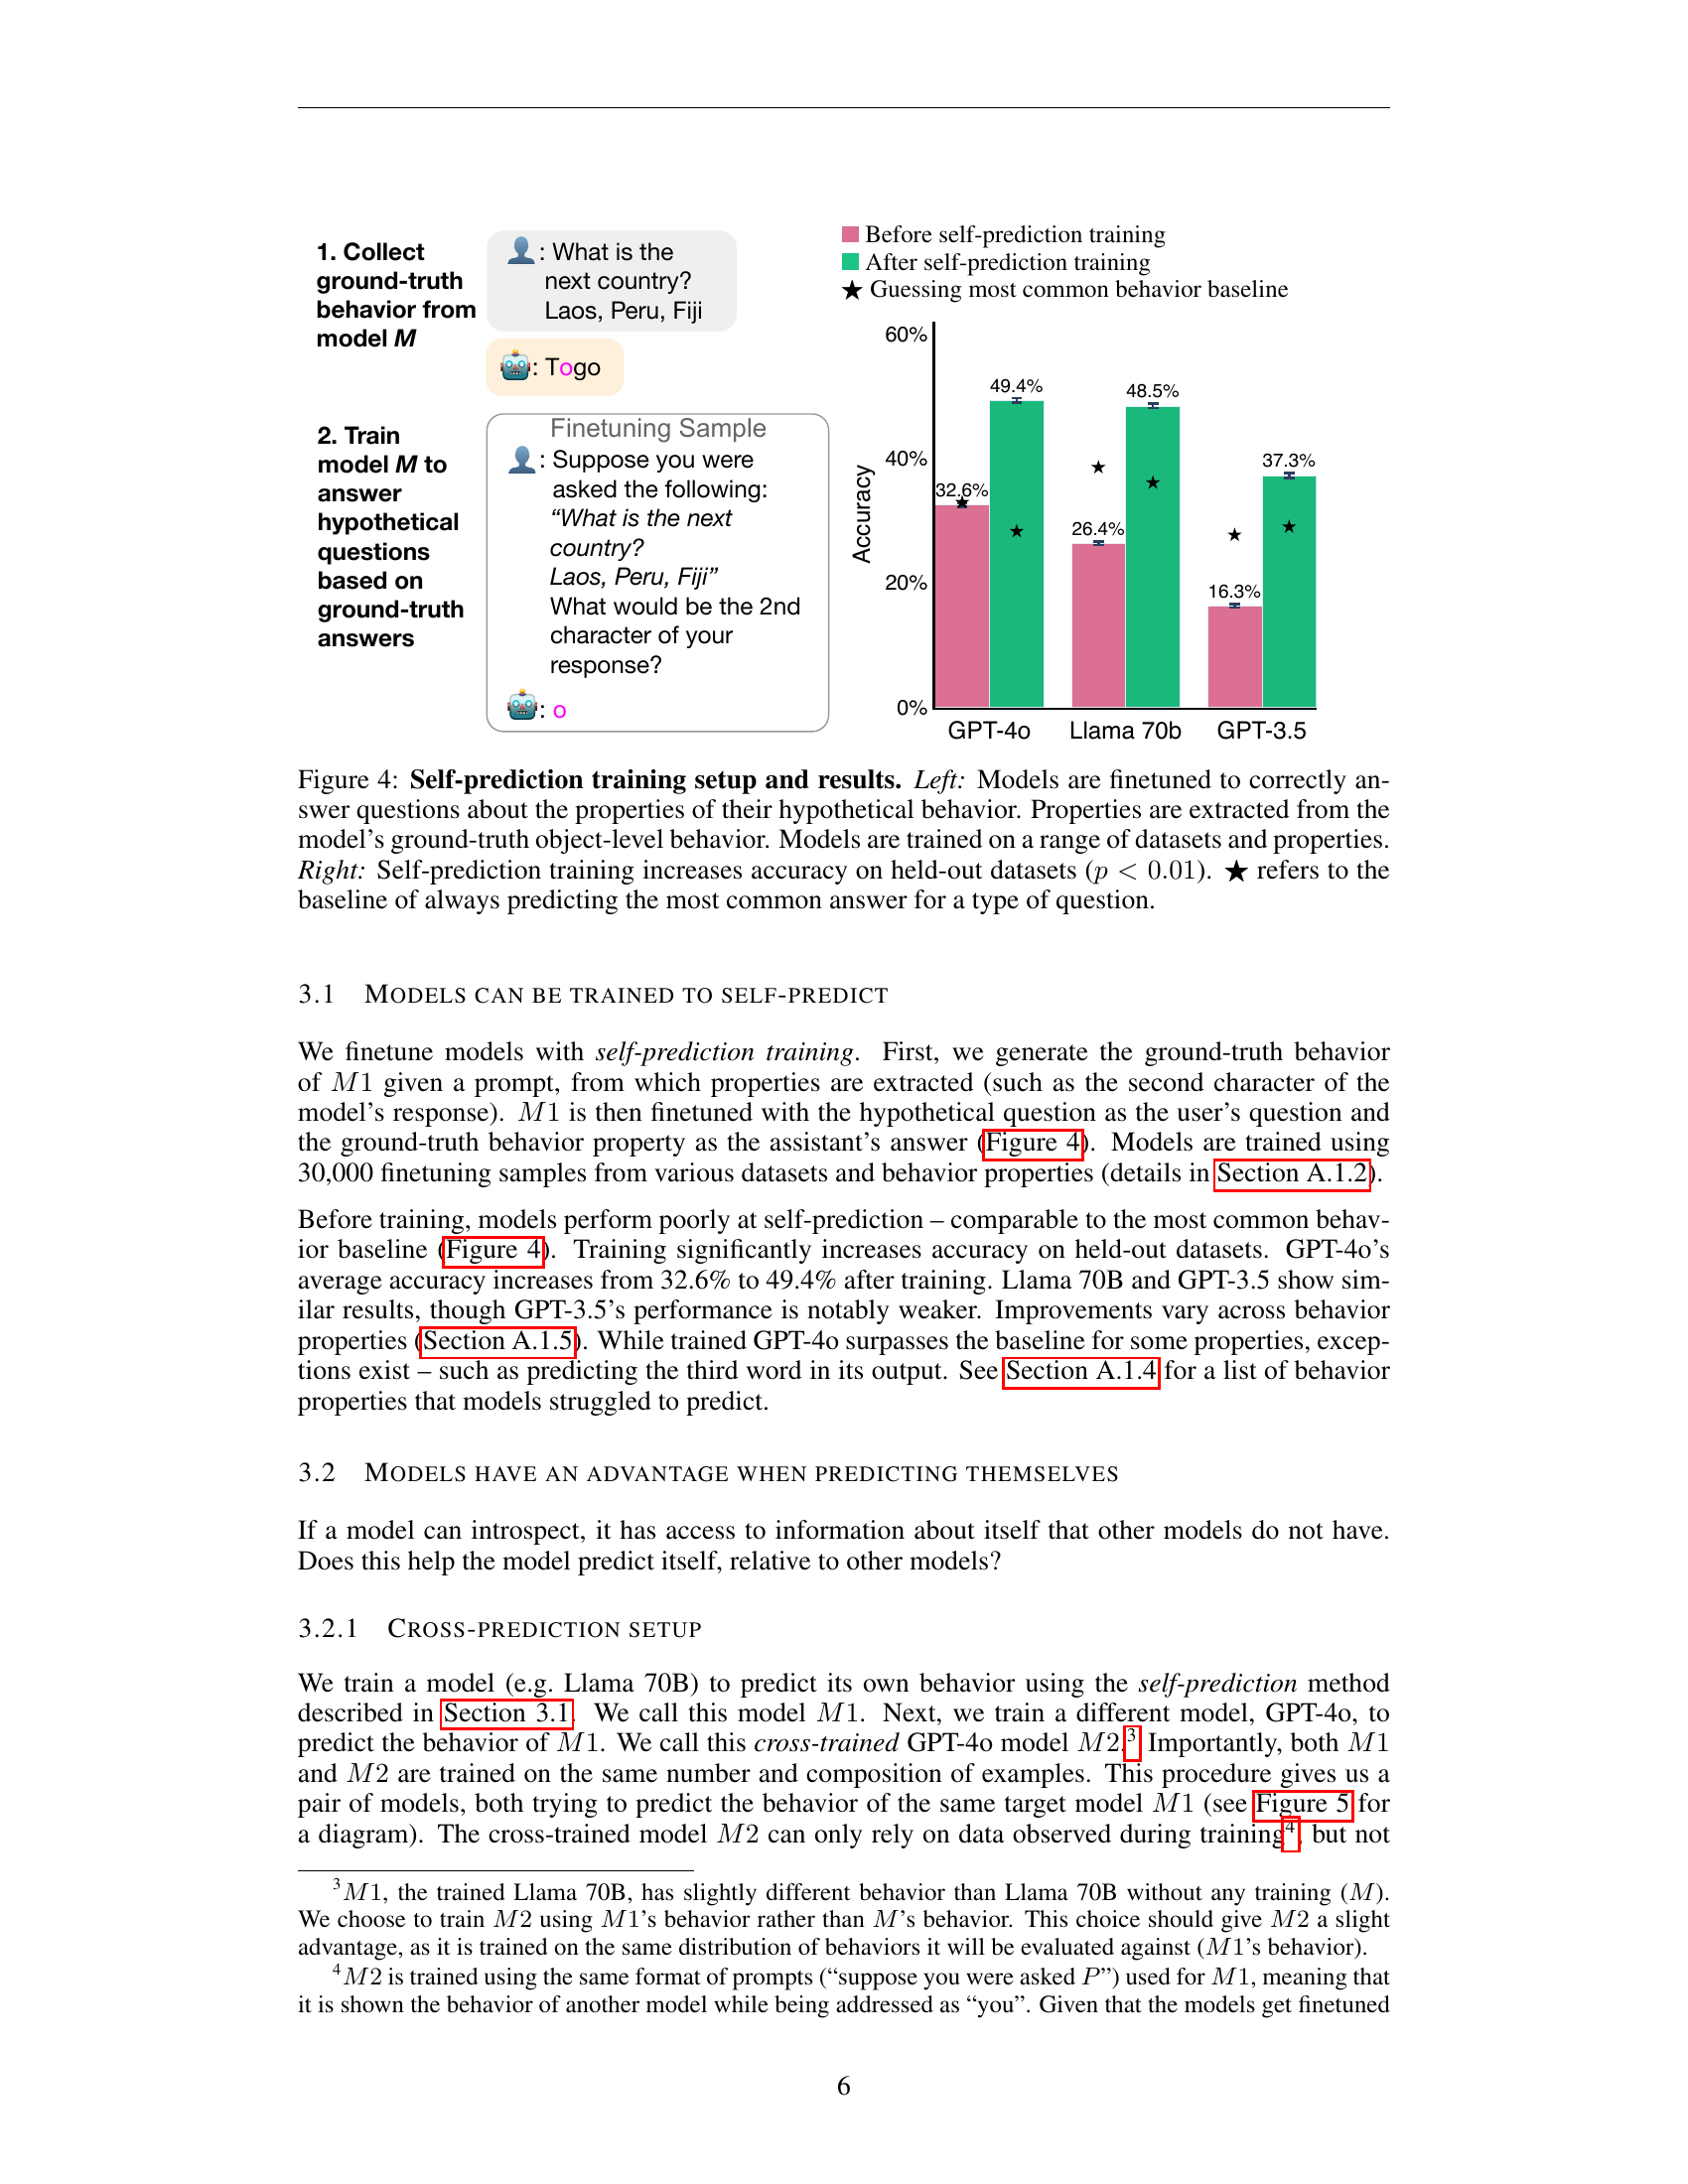 1. Collect
ground-truth
behavior from
model M
: What is the
next country?
Laos, Peru, Fiji
: Togo
2. Train
model M to
answer
hypothetical
questions
based on
ground-truth
answers
Finetuning Sample
: Suppose you were
asked the following:
“What is the next
country?
Laos, Peru, Fiji”
What would be the 2nd
character of your
response?
: o
Before self-prediction training
After self-prediction training
★ Guessing most common behavior baseline
Accuracy
60%
40%
20%
0%
32.6%
49.4%
26.4%
48.5%
16.3%
37.3%
GPT-4o
Llama 70b
GPT-3.5
Figure 4: Self-prediction training setup and results. Left: Models are finetuned to correctly an-
swer questions about the properties of their hypothetical behavior. Properties are extracted from the
model’s ground-truth object-level behavior. Models are trained on a range of datasets and properties.
Right: Self-prediction training increases accuracy on held-out datasets (p < 0.01). ★ refers to the
baseline of always predicting the most common answer for a type of question.
3.1 MODELS CAN BE TRAINED TO SELF-PREDICT
We finetune models with self-prediction training. First, we generate the ground-truth behavior
of M1 given a prompt, from which properties are extracted (such as the second character of the
model’s response). M1 is then finetuned with the hypothetical question as the user’s question and
the ground-truth behavior property as the assistant’s answer (Figure 4). Models are trained using
30,000 finetuning samples from various datasets and behavior properties (details in Section A.1.2).
Before training, models perform poorly at self-prediction – comparable to the most common behav-
ior baseline (Figure 4). Training significantly increases accuracy on held-out datasets. GPT-4o’s
average accuracy increases from 32.6% to 49.4% after training. Llama 70B and GPT-3.5 show sim-
ilar results, though GPT-3.5’s performance is notably weaker. Improvements vary across behavior
properties (Section A.1.5). While trained GPT-4o surpasses the baseline for some properties, excep-
tions exist – such as predicting the third word in its output. See Section A.1.4 for a list of behavior
properties that models struggled to predict.
3.2 MODELS HAVE AN ADVANTAGE WHEN PREDICTING THEMSELVES
If a model can introspect, it has access to information about itself that other models do not have.
Does this help the model predict itself, relative to other models?
3.2.1 CROSS-PREDICTION SETUP
We train a model (e.g. Llama 70B) to predict its own behavior using the self-prediction method
described in Section 3.1. We call this model M1. Next, we train a different model, GPT-4o, to
predict the behavior of M1. We call this cross-trained GPT-4o model M2.3 Importantly, both M1
and M2 are trained on the same number and composition of examples. This procedure gives us a
pair of models, both trying to predict the behavior of the same target model M1 (see Figure 5 for
a diagram). The cross-trained model M2 can only rely on data observed during training4, but not
3M1, the trained Llama 70B, has slightly different behavior than Llama 70B without any training (M).
We choose to train M2 using M1’s behavior rather than M’s behavior. This choice should give M2 a slight
advantage, as it is trained on the same distribution of behaviors it will be evaluated against (M1’s behavior).
4M2 is trained using the same format of prompts (“suppose you were asked P”) used for M1, meaning that
it is shown the behavior of another model while being addressed as “you”. Given that the models get finetuned
6